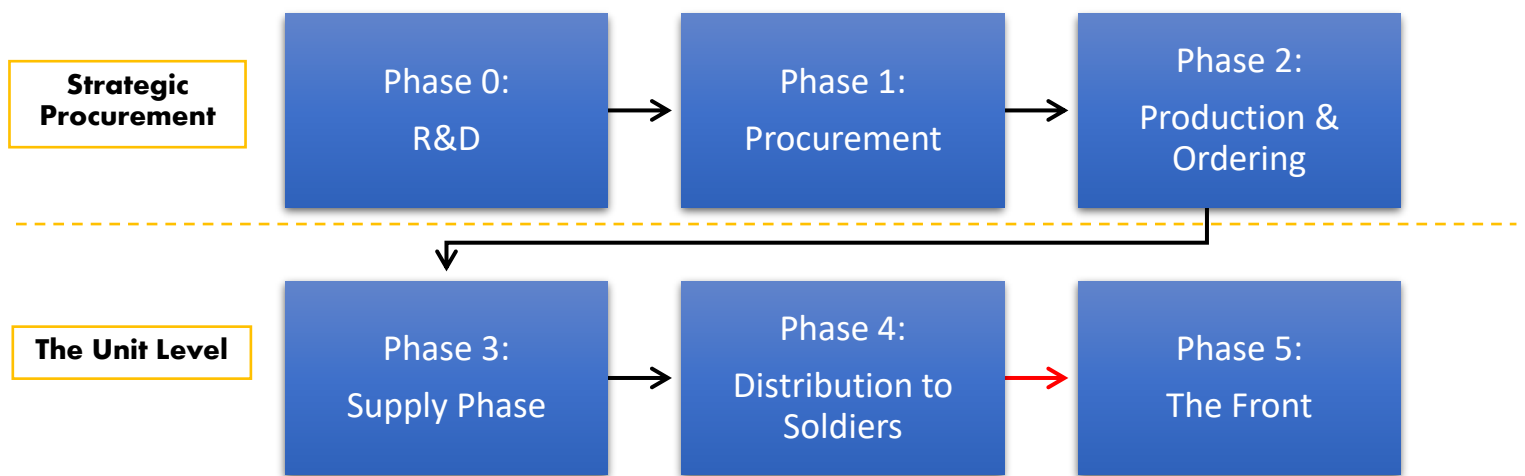 Strategic
Procurement
Phase 0:
R&D
Phase 1:
Procurement
Phase 2:
Production &
Ordering
The Unit Level
Phase 3:
Supply Phase
Phase 4:
Distribution to
Soldiers
Phase 5:
The Front